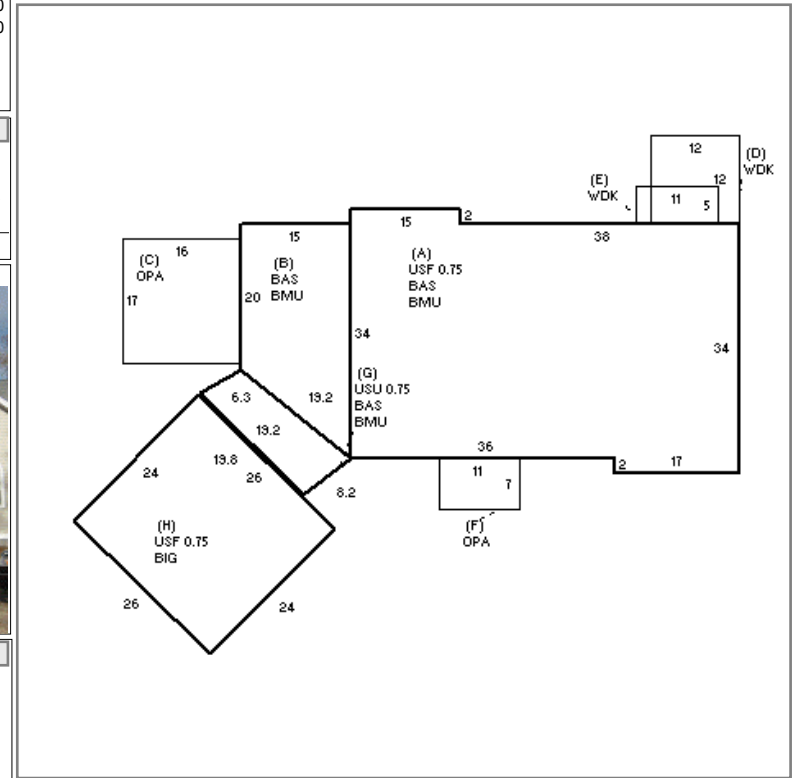 0
0
12
(D)
WDK
(E)
WDK
12
11
5
15
2
15
38
16
(C)
OPA
(B)
BAS
BMU
(A)
USF 0.75
BAS
BMU
17
20
34
34
(G)
USU 0.75
BAS
BMU
6.3
19.2
19.2
36
19.8
26
24
11
7
2
17
8.2
(H)
USF 0.75
BIG
(F)
OPA
26
24